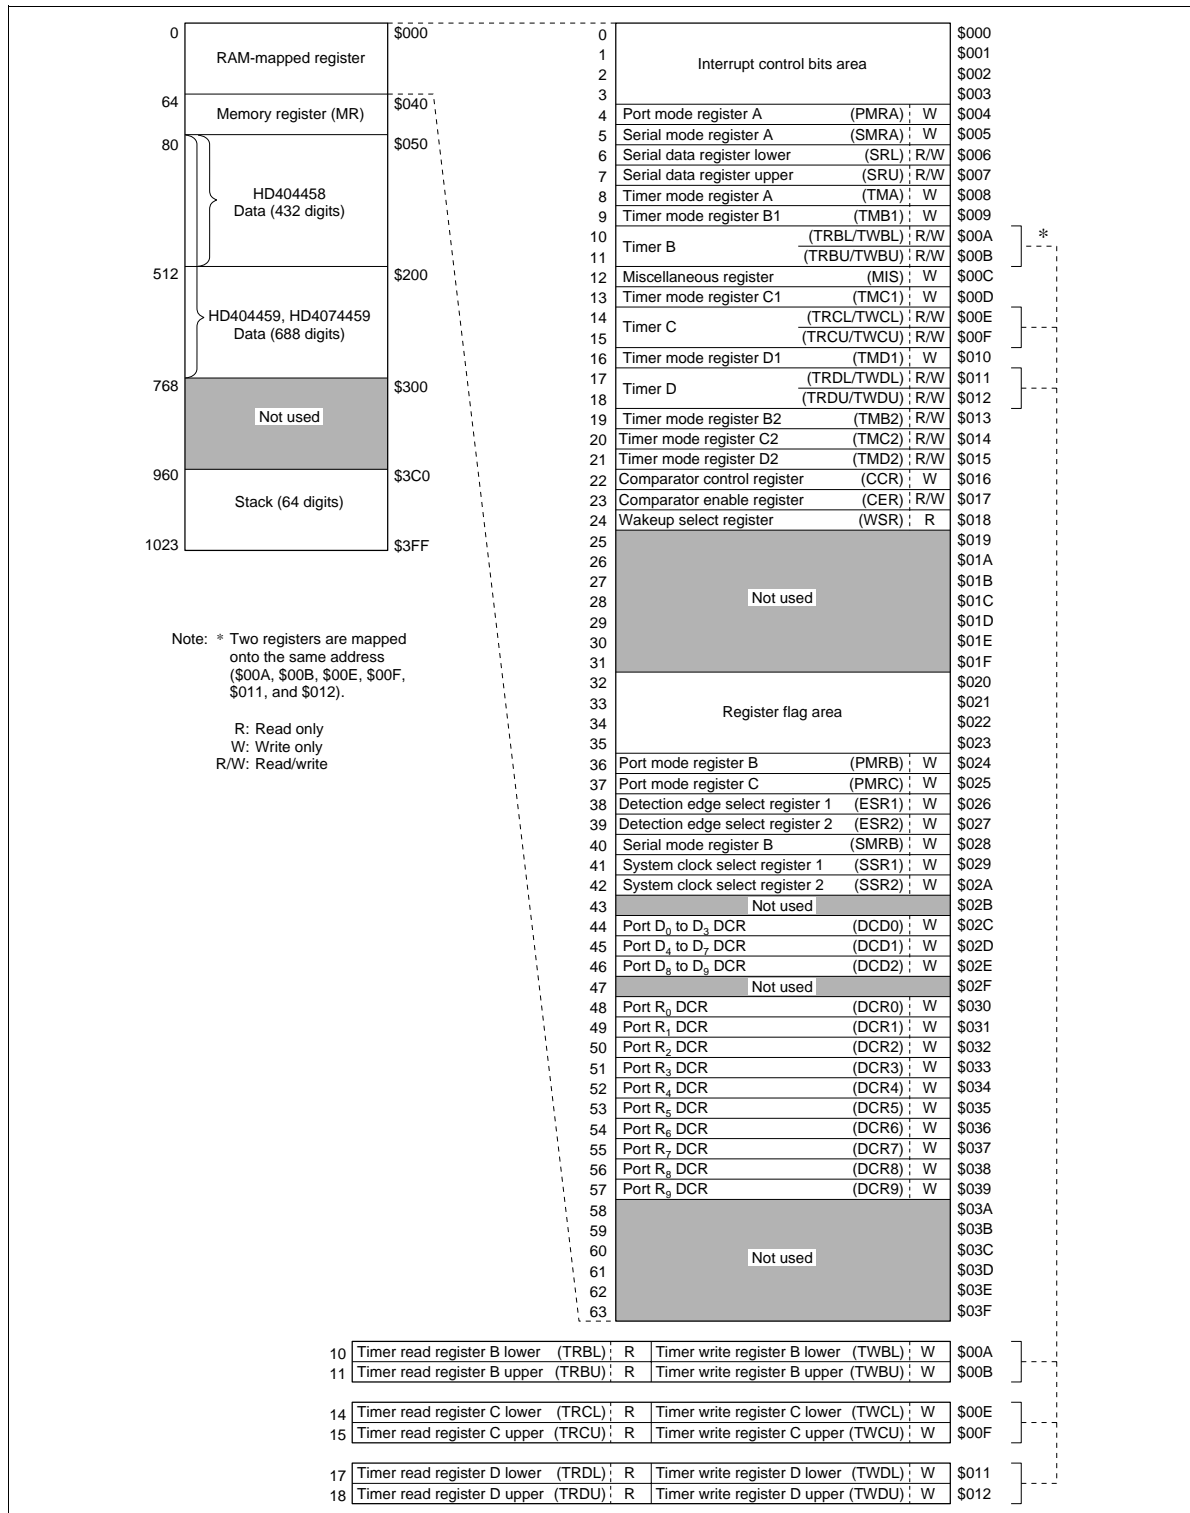 0 $000
RAM-mapped register
64 $040
Memory register (MR)
80 $050
HD404458
Data (432 digits)
512 $200
HD404459, HD4074459
Data (688 digits)
768 $300
Not used
960 $3C0
Stack (64 digits)
1023 $3FF
Note: * Two registers are mapped
onto the same address
($00A, $00B, $00E, $00F,
$011, and $012).
R: Read only
W: Write only
R/W: Read/write
0 $000
1 $001
Interrupt control bits area
2 $002
3 $003
4 Port mode register A (PMRA) W $004
5 Serial mode register A (SMRA) W $005
6 Serial data register lower (SRL) R/W $006
7 Serial data register upper (SRU) R/W $007
8 Timer mode register A (TMA) W $008
9 Timer mode register B1 (TMB1) W $009
10 (TRBL/TWBL) R/W $00A *
Timer B
11 (TRBU/TWBU) R/W $00B
12 Miscellaneous register (MIS) W $00C
13 Timer mode register C1 (TMC1) W $00D
14 (TRCL/TWCL) R/W $00E
Timer C
15 (TRCU/TWCU) R/W $00F
16 Timer mode register D1 (TMD1) W $010
17 (TRDL/TWDL) R/W $011
Timer D
18 (TRDU/TWDU) R/W $012
19 Timer mode register B2 (TMB2) R/W $013
20 Timer mode register C2 (TMC2) R/W $014
21 Timer mode register D2 (TMD2) R/W $015
22 Comparator control register (CCR) W $016
23 Comparator enable register (CER) R/W $017
24 Wakeup select register (WSR) R $018
25 $019
26 $01A
27 $01B
28 Not used $01C
29 $01D
30 $01E
31 $01F
32 $020
33 $021
Register flag area
34 $022
35 $023
36 Port mode register B (PMRB) W $024
37 Port mode register C (PMRC) W $025
38 Detection edge select register 1 (ESR1) W $026
39 Detection edge select register 2 (ESR2) W $027
40 Serial mode register B (SMRB) W $028
41 System clock select register 1 (SSR1) W $029
42 System clock select register 2 (SSR2) W $02A
43 Not used $02B
44 Port D0 to D3 DCR (DCD0) W $02C
45 Port D4 to D7 DCR (DCD1) W $02D
46 Port D8 to D9 DCR (DCD2) W $02E
47 Not used $02F
48 Port R0 DCR (DCR0) W $030
49 Port R1 DCR (DCR1) W $031
50 Port R2 DCR (DCR2) W $032
51 Port R3 DCR (DCR3) W $033
52 Port R4 DCR (DCR4) W $034
53 Port R5 DCR (DCR5) W $035
54 Port R6 DCR (DCR6) W $036
55 Port R7 DCR (DCR7) W $037
56 Port R8 DCR (DCR8) W $038
57 Port R9 DCR (DCR9) W $039
58 $03A
59 $03B
60 $03C
Not used
61 $03D
62 $03E
63 $03F
10 Timer read register B lower (TRBL) R Timer write register B lower (TWBL) W $00A
11 Timer read register B upper (TRBU) R Timer write register B upper (TWBU) W $00B
14 Timer read register C lower (TRCL) R Timer write register C lower (TWCL) W $00E
15 Timer read register C upper (TRCU) R Timer write register C upper (TWCU) W $00F
17 Timer read register D lower (TRDL) R Timer write register D lower (TWDL) W $011
18 Timer read register D upper (TRDU) R Timer write register D upper (TWDU) W $012